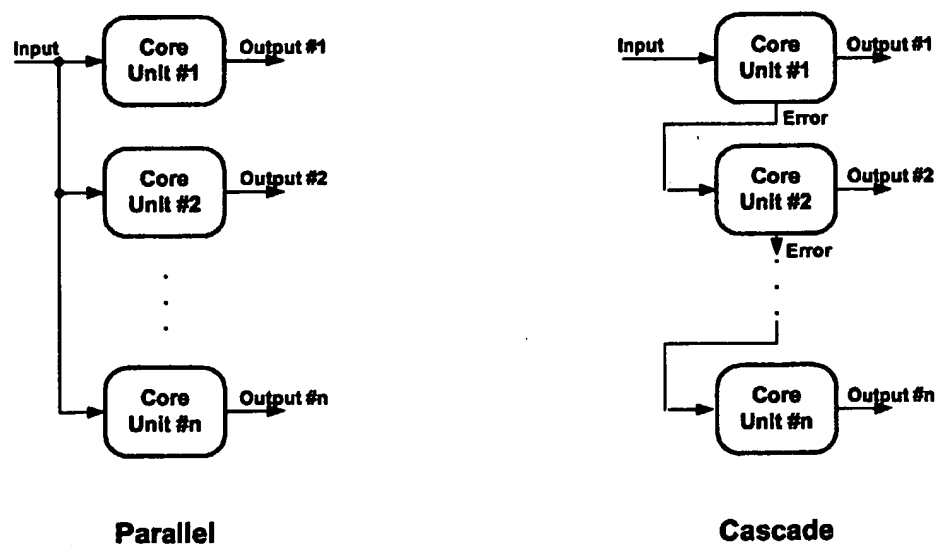 Input
Core
Unit #1
Output #1
Core
Unit #2
Output #2
Core
Unit #n
Output #n
Parallel
Input
Core
Unit #1
Output #1
Error
Core
Unit #2
Output #2
Error
Core
Unit #n
Output #n
Cascade